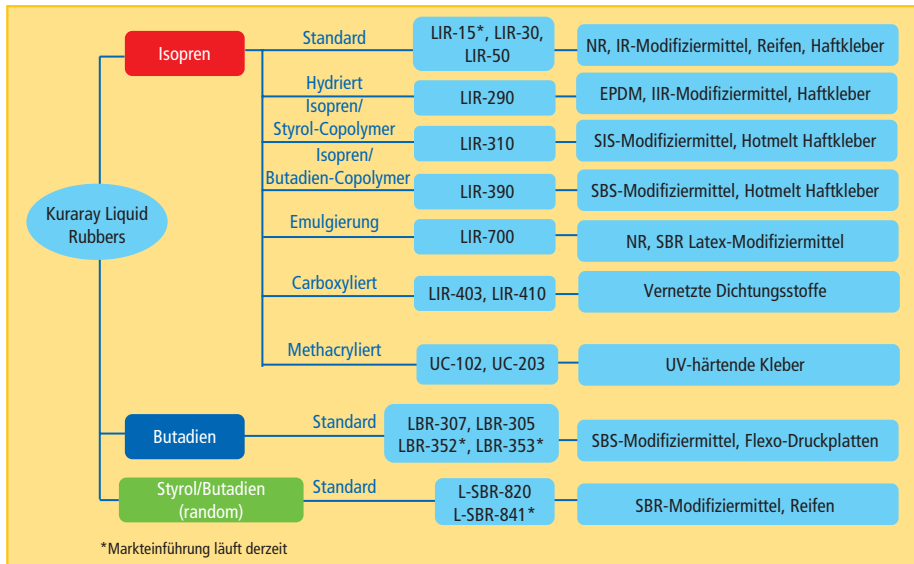 Kuraray Liquid
Rubbers
Isopren
Standard
LIR-15*, LIR-30,
LIR-50
NR, IR-Modifiziermittel, Reifen, Haftkleber
Hydriert
LIR-290
EPDM, IIR-Modifiziermittel, Haftkleber
Isopren/
Styrol-Copolymer
LIR-310
SIS-Modifiziermittel, Hotmelt Haftkleber
Isopren/
Butadien-Copolymer
LIR-390
SBS-Modifiziermittel, Hotmelt Haftkleber
Emulgierung
LIR-700
NR, SBR Latex-Modifiziermittel
Carboxyliert
LIR-403, LIR-410
Vernetzte Dichtungsstoffe
Methacryliert
UC-102, UC-203
UV-härtende Kleber
Butadien
Standard
LBR-307, LBR-305
LBR-352*, LBR-353*
SBS-Modifiziermittel, Flexo-Druckplatten
Styrol/Butadien
(random)
Standard
L-SBR-820
L-SBR-841*
SBR-Modifiziermittel, Reifen
*Markteinführung läuft derzeit